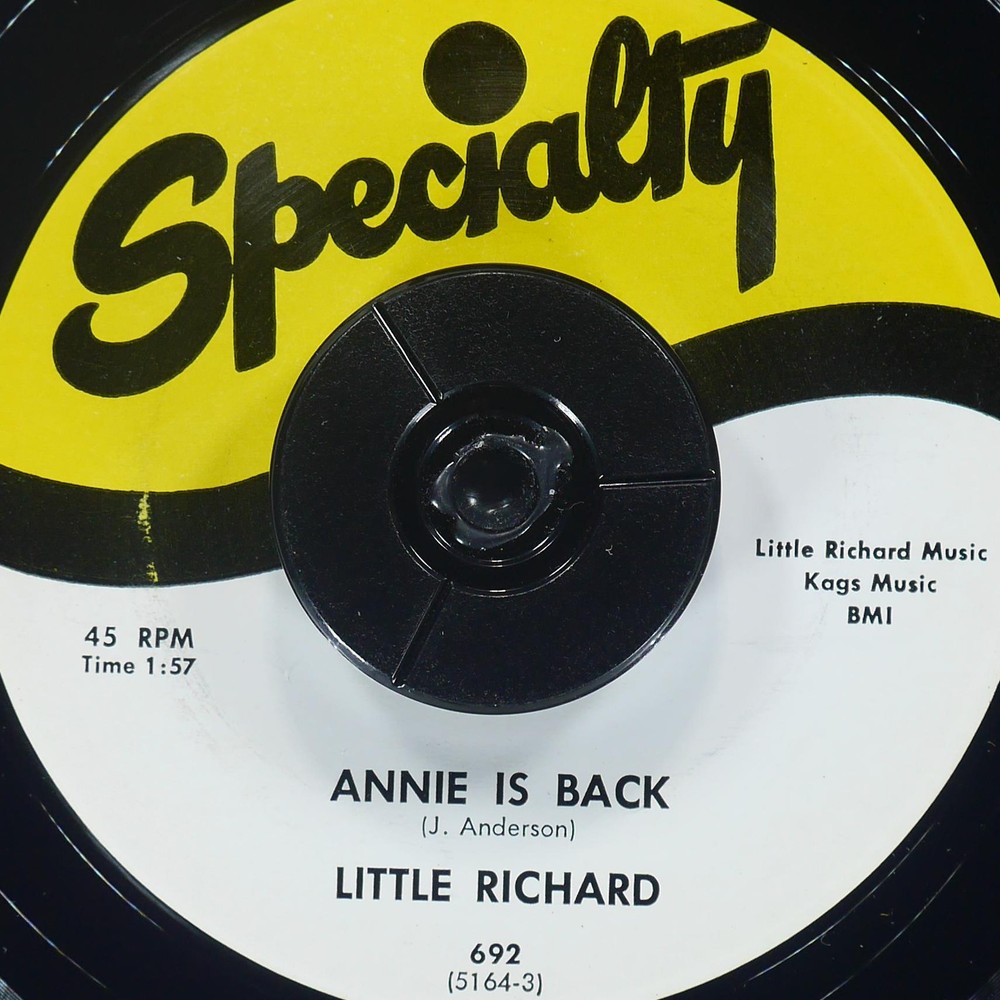 Specialty
Little Richard Music
Kags Music
BMI
45 RPM
Time 1:57
ANNIE IS BACK
(J. Anderson)
LITTLE RICHARD
692
(5164-3)